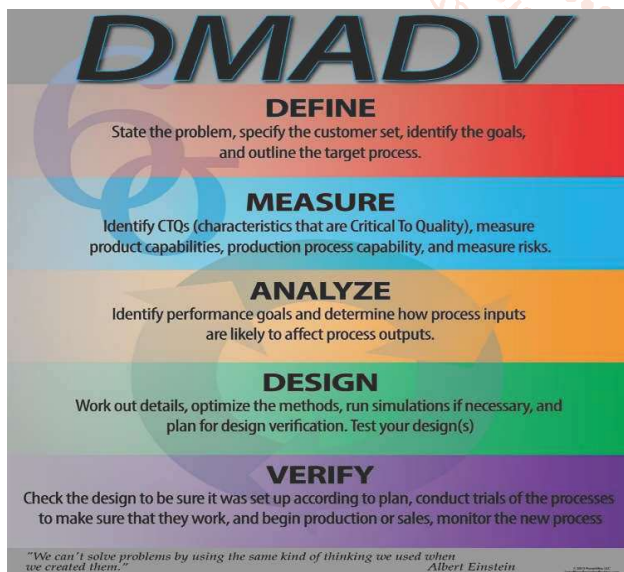 DMADV
6σ
DEFINE
State the problem, specify the customer set, identify the goals,
and outline the target process.
MEASURE
Identify CTQs (characteristics that are Critical To Quality), measure
product capabilities, production process capability, and measure risks.
ANALYZE
Identify performance goals and determine how process inputs
are likely to affect process outputs.
DESIGN
Work out details, optimize the methods, run simulations if necessary, and
plan for design verification. Test your design(s)
VERIFY
Check the design to be sure it was set up according to plan, conduct trials of the processes
to make sure that they work, and begin production or sales, monitor the new process
"We can't solve problems by using the same kind of thinking we used when
we created them." Albert Einstein